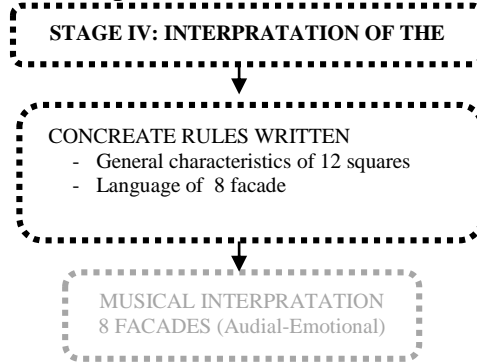 STAGE IV: INTERPRATATION OF THE
CONCREATE RULES WRITTEN
- General characteristics of 12 squares
- Language of 8 facade
MUSICAL INTERPRATATION
8 FACADES (Audial-Emotional)